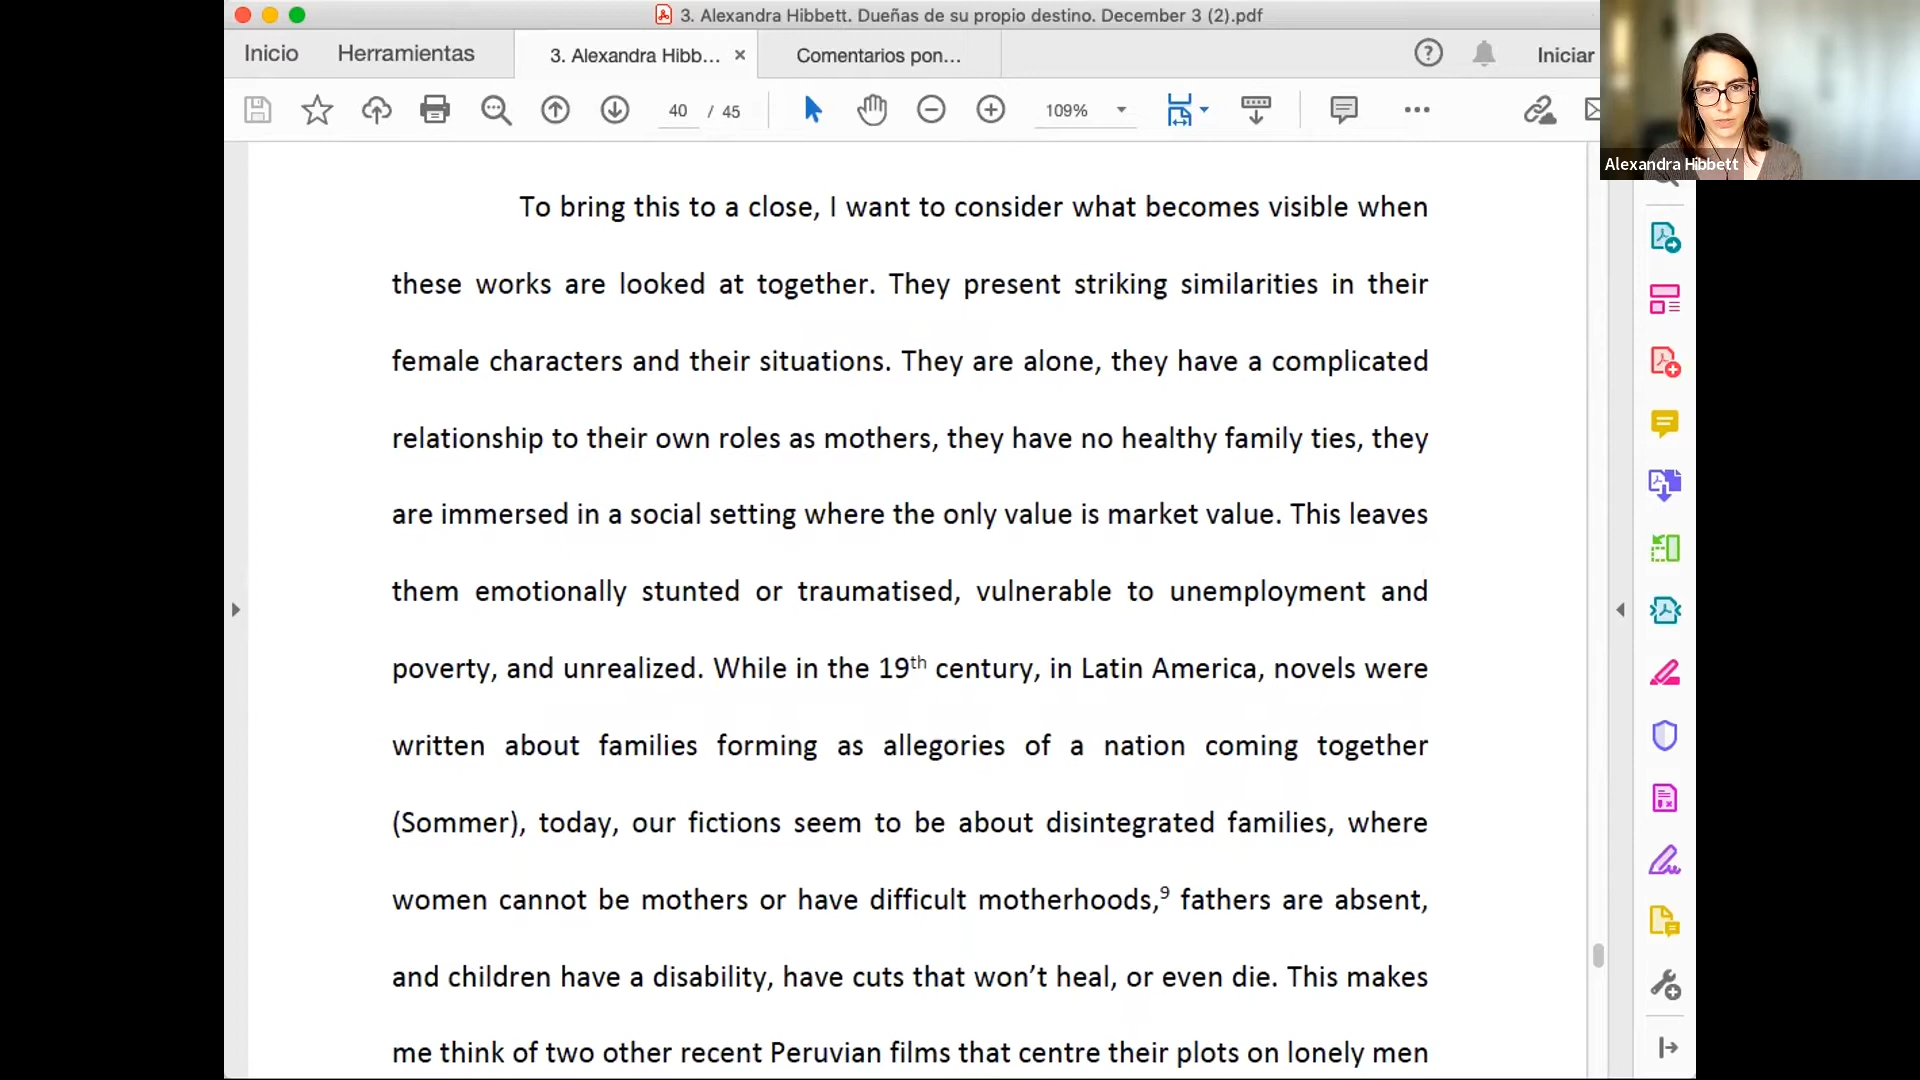 3. Alexandra Hibbett. Dueñas de su propio destino. December 3 (2).pdf
Inicio Herramientas 3. Alexandra Hibb... × Comentarios pon... Iniciar
40 / 45 109%
Alexandra Hibbett
To bring this to a close, I want to consider what becomes visible when
these works are looked at together. They present striking similarities in their
female characters and their situations. They are alone, they have a complicated
relationship to their own roles as mothers, they have no healthy family ties, they
are immersed in a social setting where the only value is market value. This leaves
them emotionally stunted or traumatised, vulnerable to unemployment and
poverty, and unrealized. While in the 19th century, in Latin America, novels were
written about families forming as allegories of a nation coming together
(Sommer), today, our fictions seem to be about disintegrated families, where
women cannot be mothers or have difficult motherhoods,9 fathers are absent,
and children have a disability, have cuts that won’t heal, or even die. This makes
me think of two other recent Peruvian films that centre their plots on lonely men